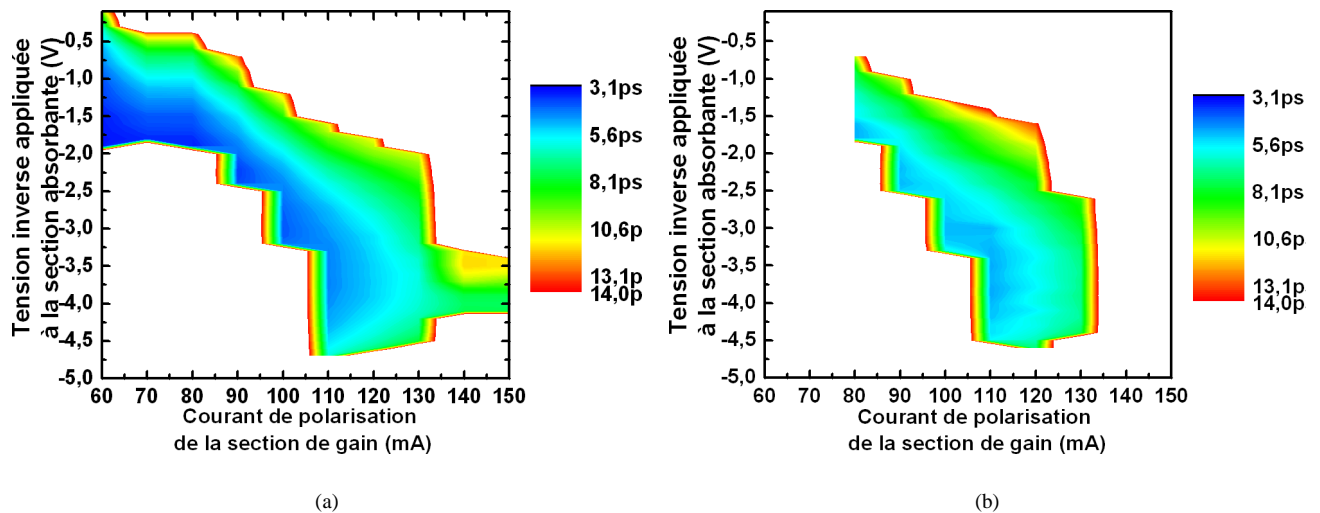 Tension inverse appliquée
à la section absorbante (V)
-0,5
-1,0
-1,5
-2,0
-2,5
-3,0
-3,5
-4,0
-4,5
-5,0
60 70 80 90 100 110 120 130 140 150
Courant de polarisation
de la section de gain (mA)
3,1ps
5,6ps
8,1ps
10,6p
13,1p
14,0p
(a)
Tension inverse appliquée
à la section absorbante (V)
-0,5
-1,0
-1,5
-2,0
-2,5
-3,0
-3,5
-4,0
-4,5
-5,0
60 70 80 90 100 110 120 130 140 150
Courant de polarisation
de la section de gain (mA)
3,1ps
5,6ps
8,1ps
10,6p
13,1p
14,0p
(b)